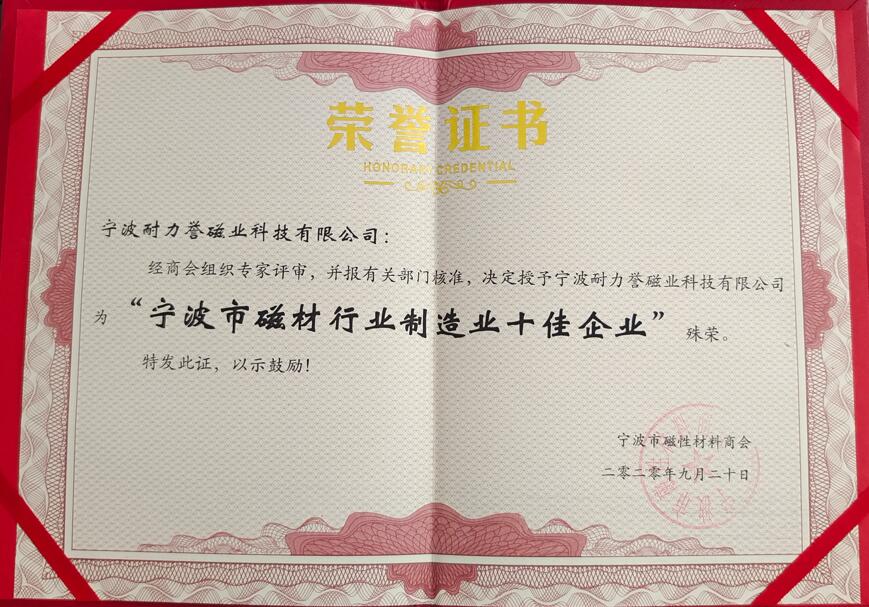 荣誉证书
HONORARY CREDENTIAL
宁波耐力誉磁业科技有限公司：
经商会组织专家评审，并报有关部门核准，决定授予宁波耐力誉磁业科技有限公司
为“宁波市磁材行业制造业十佳企业”殊荣。
特发此证，以示鼓励！
宁波市磁性材料商会
二零二零年九月二十日